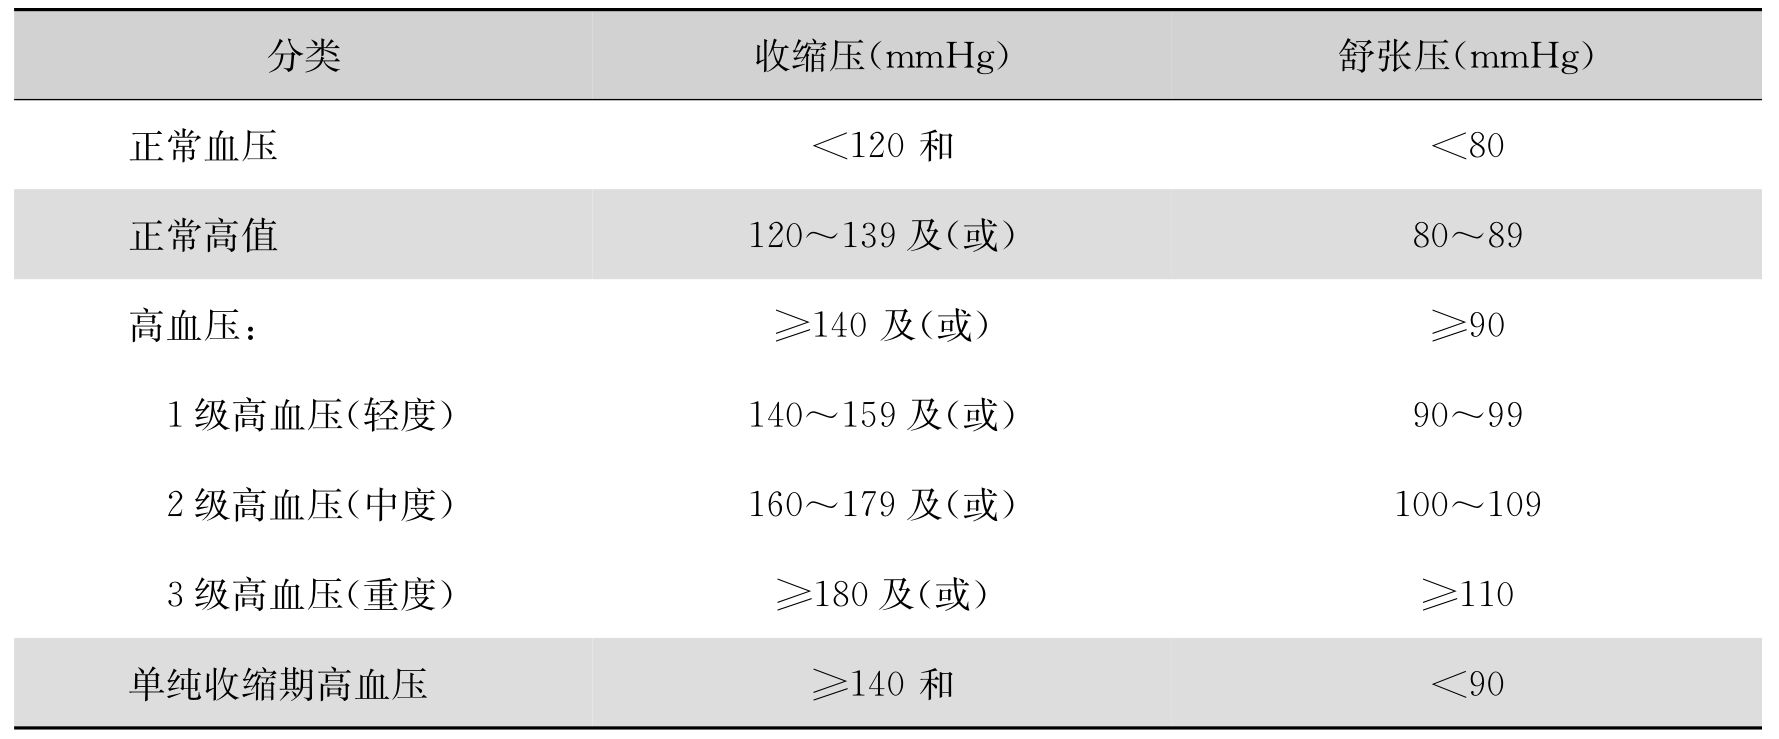 分类 收缩压(mmHg) 舒张压(mmHg)
正常血压 <120 和 <80
正常高值 120～139 及(或) 80～89
高血压： ⩾140 及(或) ⩾90
1 级高血压(轻度) 140～159 及(或) 90～99
2 级高血压(中度) 160～179 及(或) 100～109
3 级高血压(重度) ⩾180 及(或) ⩾110
单纯收缩期高血压 ⩾140 和 <90